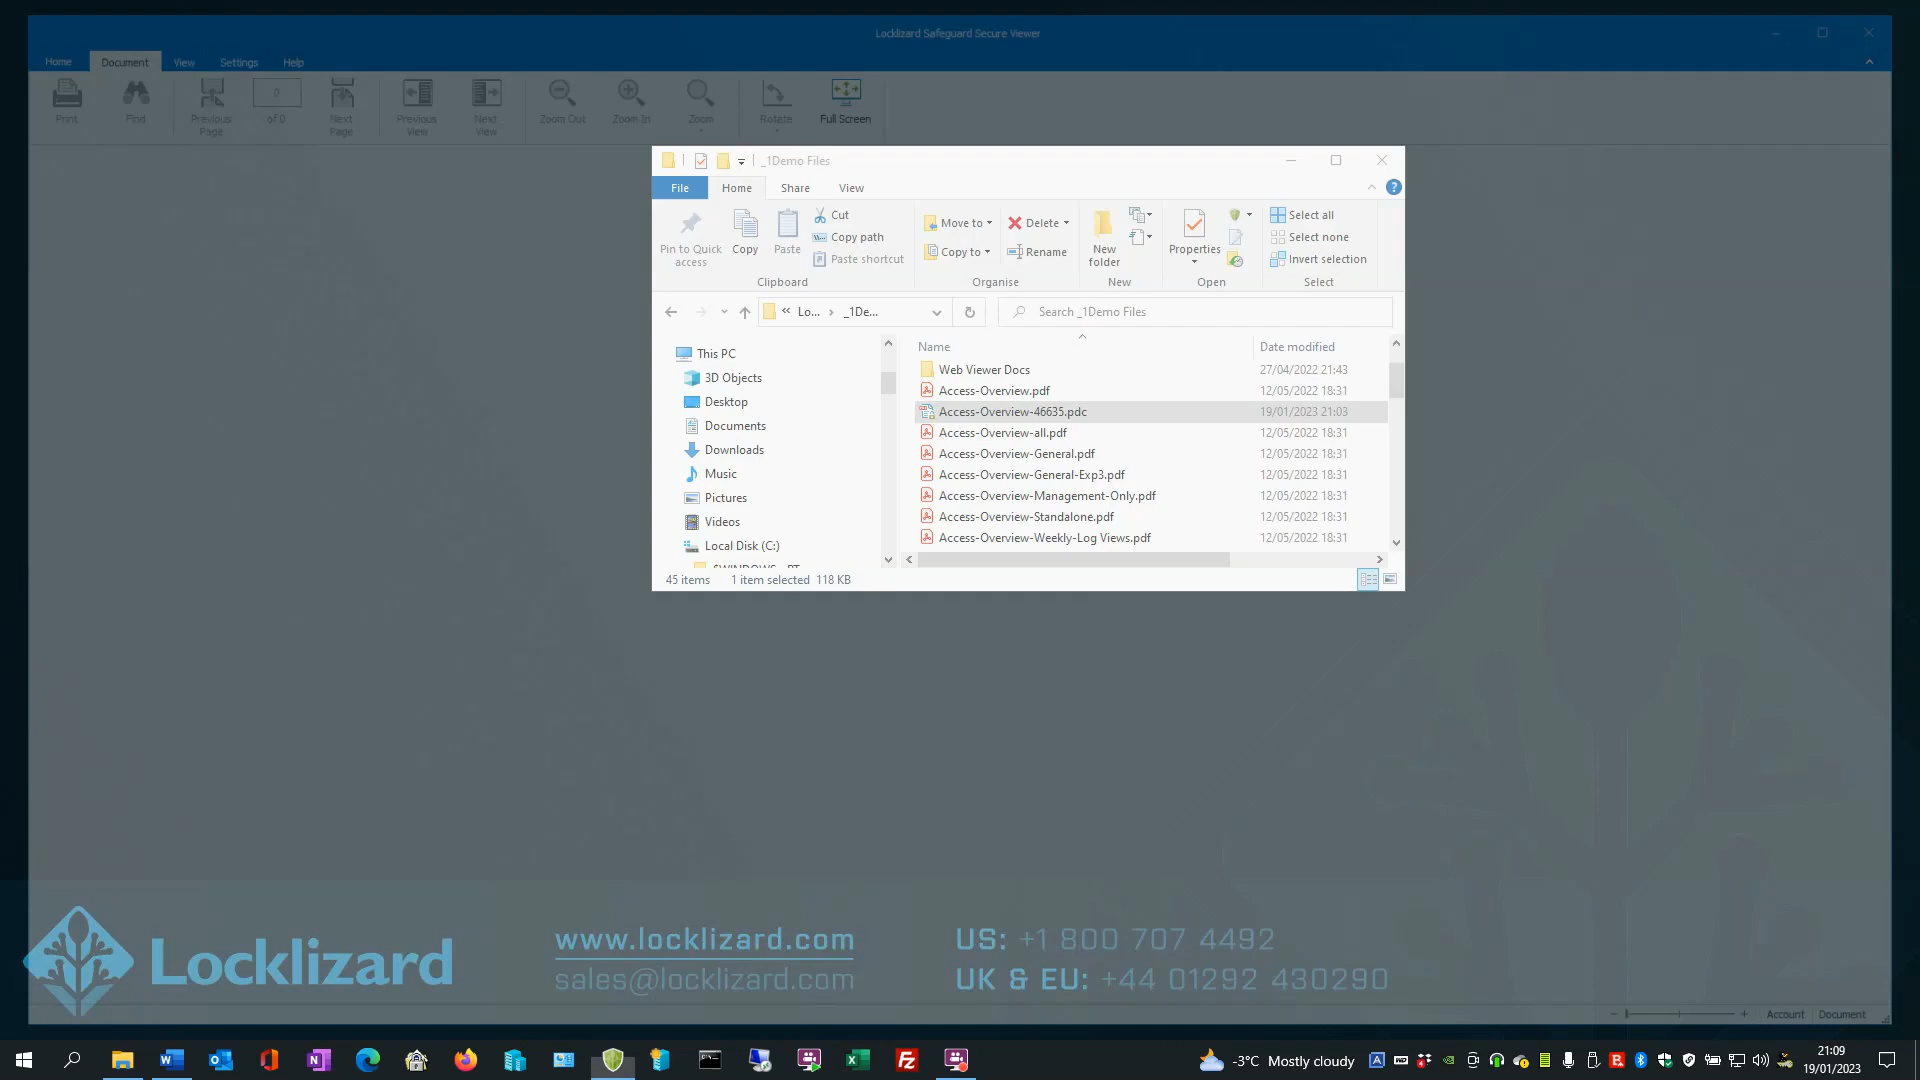 Locklizard Safeguard Secure Viewer
Home Document View Settings Help
Print Find Previous Page 0 of 0 Next Page Previous View Next View Zoom Out Zoom In Zoom Rotate Full Screen
_1Demo Files
File Home Share View
Pin to Quick access Copy Paste Cut Copy path Paste shortcut
Move to Copy to Delete Rename New folder Properties
Select all
Select none
Invert selection
Clipboard Organise New Open Select
« Lo... › _1De... Search _1Demo Files
This PC
3D Objects
Desktop
Documents
Downloads
Music
Pictures
Videos
Local Disk (C:)
Name Date modified
Web Viewer Docs 27/04/2022 21:43
Access-Overview.pdf 12/05/2022 18:31
Access-Overview-46635.pdc 19/01/2023 21:03
Access-Overview-all.pdf 12/05/2022 18:31
Access-Overview-General.pdf 12/05/2022 18:31
Access-Overview-General-Exp3.pdf 12/05/2022 18:31
Access-Overview-Management-Only.pdf 12/05/2022 18:31
Access-Overview-Standalone.pdf 12/05/2022 18:31
Access-Overview-Weekly-Log Views.pdf 12/05/2022 18:31
45 items 1 item selected 118 KB
Locklizard
www.locklizard.com
sales@locklizard.com
US: +1 800 707 4492
UK & EU: +44 01292 430290
Account Document
-3°C Mostly cloudy
21:09
19/01/2023